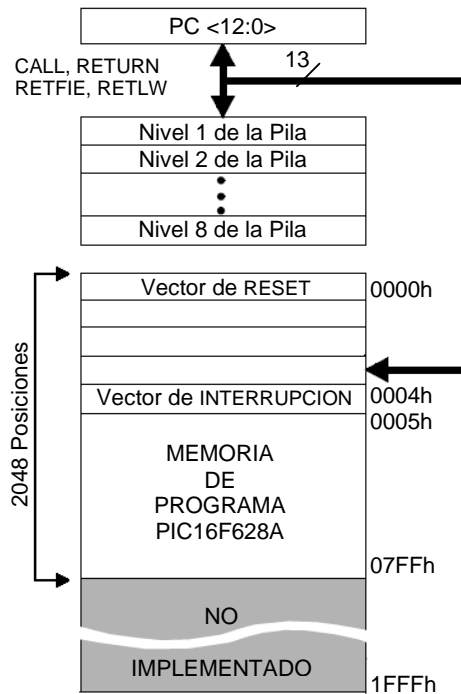 PC <12:0>
CALL, RETURN
RETFIE, RETLW
13
Nivel 1 de la Pila
Nivel 2 de la Pila
Nivel 8 de la Pila
Vector de RESET
0000h
Vector de INTERRUPCION
0004h
0005h
2048 Posiciones
MEMORIA
DE
PROGRAMA
PIC16F628A
07FFh
NO
IMPLEMENTADO
1FFFh